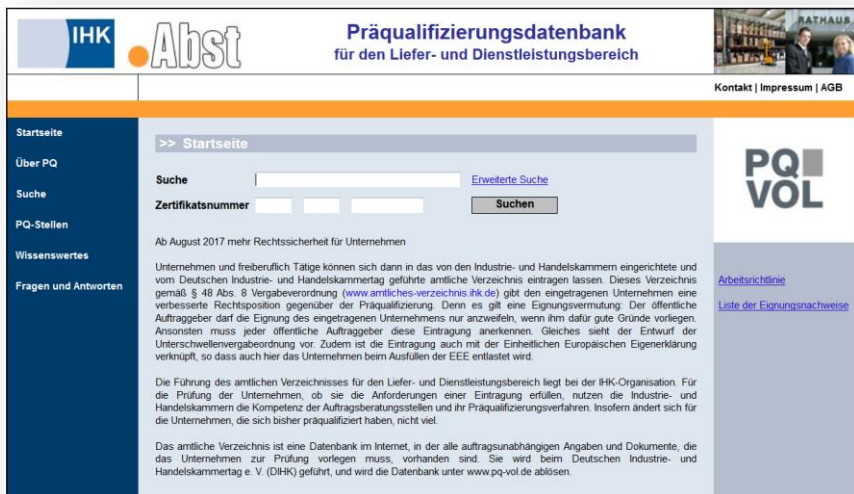 IHK
Abst
Präqualifizierungsdatenbank
für den Liefer- und Dienstleistungsbereich
RATHAUS
Kontakt | Impressum | AGB
Startseite
Über PQ
Suche
PQ-Stellen
Wissenswertes
Fragen und Antworten
>> Startseite
Suche
Erweiterte Suche
Zertifikatsnummer
Suchen
Ab August 2017 mehr Rechtssicherheit für Unternehmen
Unternehmen und freiberuflich Tätige können sich dann in das von den Industrie- und Handelskammern eingerichtete und
vom Deutschen Industrie- und Handelskammertag geführte amtliche Verzeichnis eintragen lassen. Dieses Verzeichnis
gemäß § 48 Abs. 8 Vergabeverordnung (www.amtliches-verzeichnis.ihk.de) gibt den eingetragenen Unternehmen eine
verbesserte Rechtsposition gegenüber der Präqualifizierung. Denn es gilt eine Eignungsvermutung: Der öffentliche
Auftraggeber darf die Eignung des eingetragenen Unternehmens nur anzweifeln, wenn ihm dafür gute Gründe vorliegen.
Ansonsten muss jeder öffentliche Auftraggeber diese Eintragung anerkennen. Gleiches sieht der Entwurf der
Unterschwellenvergabeordnung vor. Zudem ist die Eintragung auch mit der Einheitlichen Europäischen Eigenerklärung
verknüpft, so dass auch hier das Unternehmen beim Ausfüllen der EEE entlastet wird.
Die Führung des amtlichen Verzeichnisses für den Liefer- und Dienstleistungsbereich liegt bei der IHK-Organisation. Für
die Prüfung der Unternehmen, ob sie die Anforderungen einer Eintragung erfüllen, nutzen die Industrie- und
Handelskammern die Kompetenz der Auftragsberatungsstellen und ihr Präqualifizierungsverfahren. Insofern ändert sich für
die Unternehmen, die sich bisher präqualifiziert haben, nicht viel.
Das amtliche Verzeichnis ist eine Datenbank im Internet, in der alle auftragsunabhängigen Angaben und Dokumente, die
das Unternehmen zur Prüfung vorlegen muss, vorhanden sind. Sie wird beim Deutschen Industrie- und
Handelskammertag e. V. (DIHK) geführt, und wird die Datenbank unter www.pq-vol.de ablösen.
PQ
VOL
Arbeitsrichtlinie
Liste der Eignungsnachweise